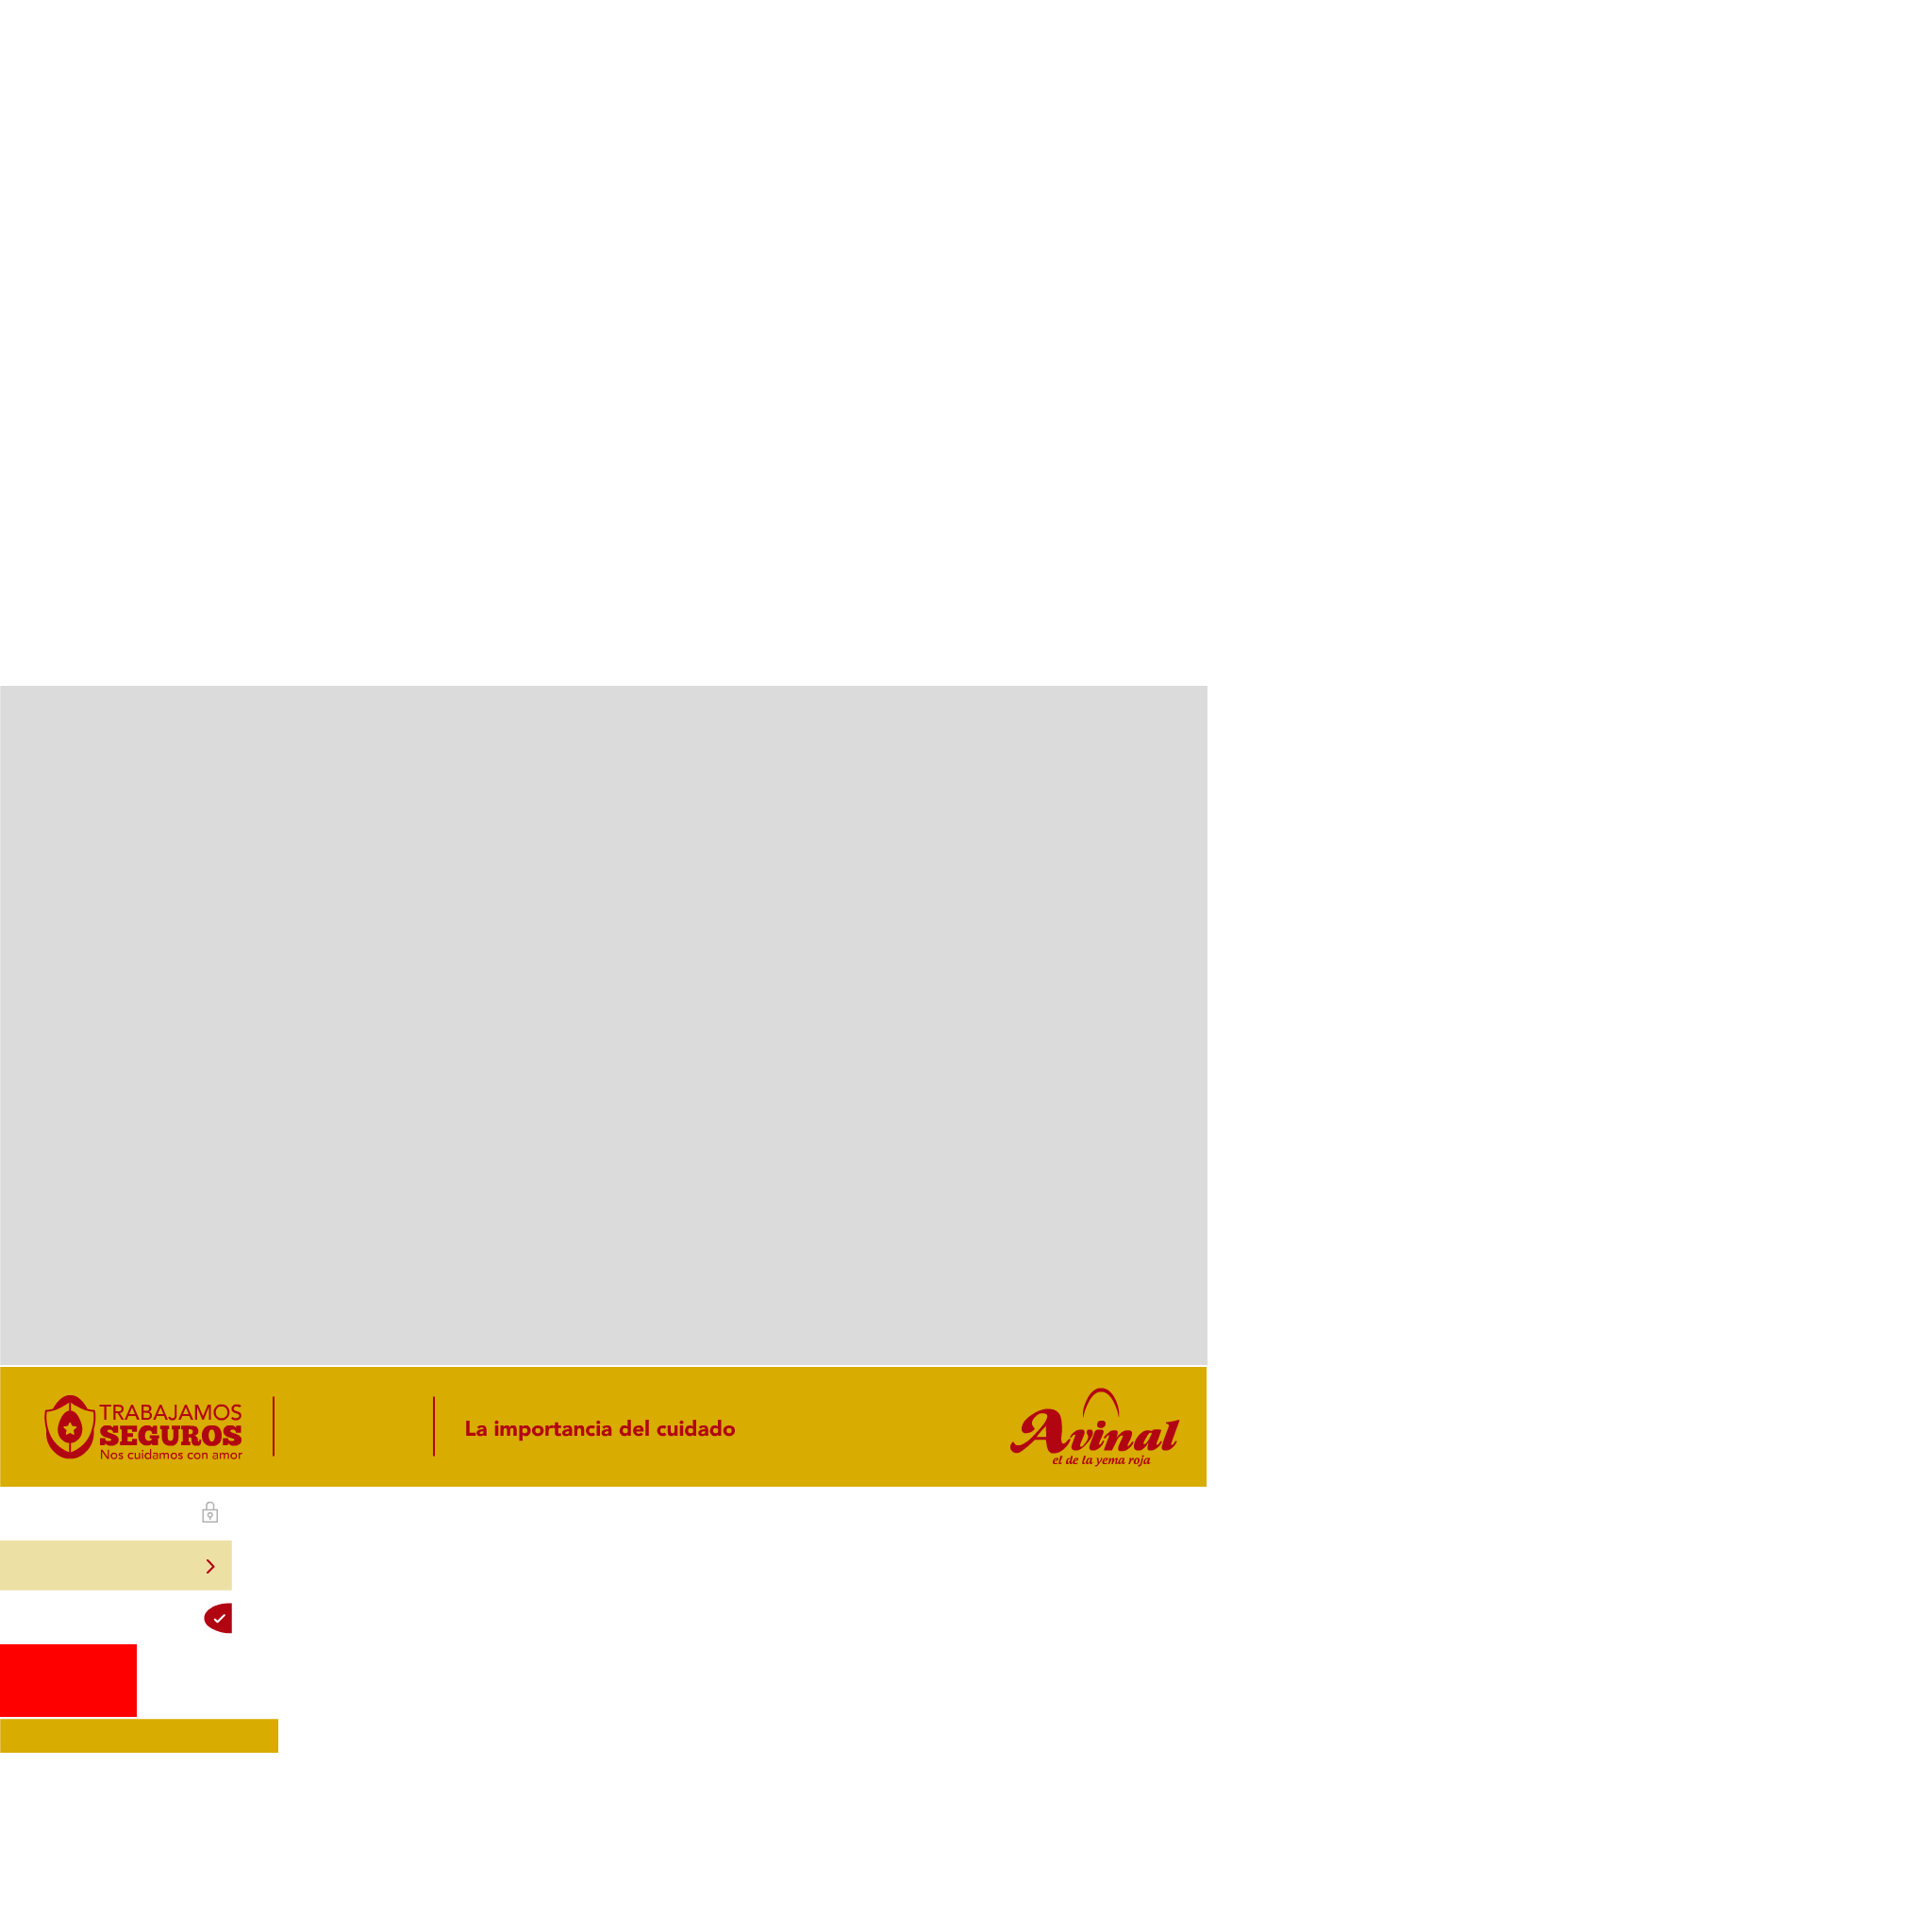 TRABAJAMOS
SEGUROS
Nos cuidamos con amor
La importancia del cuidado
Avinal
el de la yema roja